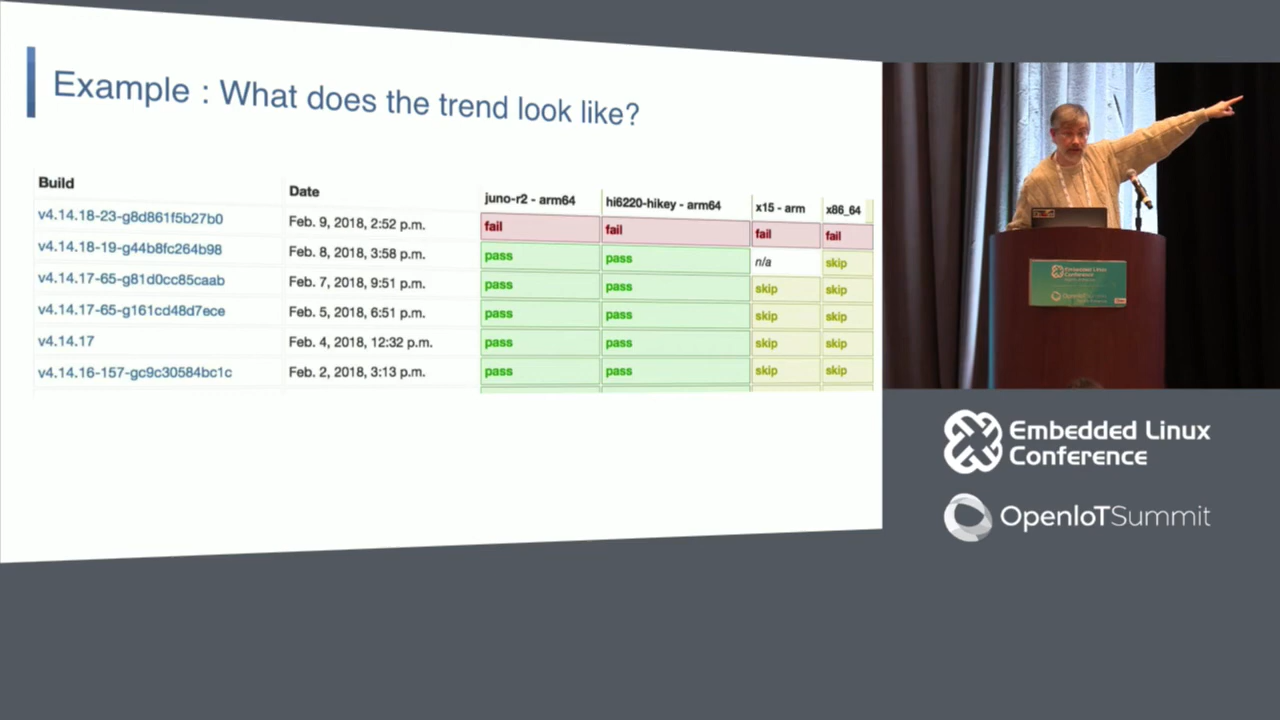 Example : What does the trend look like?
Build Date juno-r2 - arm64 hi6220-hikey - arm64 x15 - arm x86_64
v4.14.18-23-g8d861f5b27b0 Feb. 9, 2018, 2:52 p.m. fail fail fail fail
v4.14.18-19-g44b8fc264b98 Feb. 8, 2018, 3:58 p.m. pass pass n/a skip
v4.14.17-65-g81d0cc85caab Feb. 7, 2018, 9:51 p.m. pass pass skip skip
v4.14.17-65-g161cd48d7ece Feb. 5, 2018, 6:51 p.m. pass pass skip skip
v4.14.17 Feb. 4, 2018, 12:32 p.m. pass pass skip skip
v4.14.16-157-gc9c30584bc1c Feb. 2, 2018, 3:13 p.m. pass pass skip skip
Embedded Linux
Conference
OpenIoTSummit
Embedded Linux
Conference
OpenIoTSummit